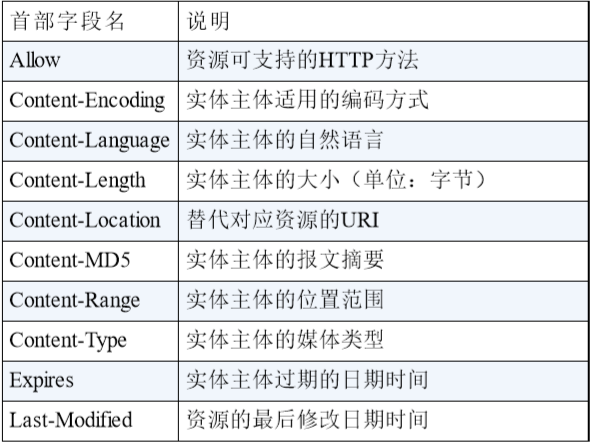 首部字段名 说明
Allow 资源可支持的HTTP方法
Content-Encoding 实体主体适用的编码方式
Content-Language 实体主体的自然语言
Content-Length 实体主体的大小（单位：字节）
Content-Location 替代对应资源的URI
Content-MD5 实体主体的报文摘要
Content-Range 实体主体的位置范围
Content-Type 实体主体的媒体类型
Expires 实体主体过期的日期时间
Last-Modified 资源的最后修改日期时间